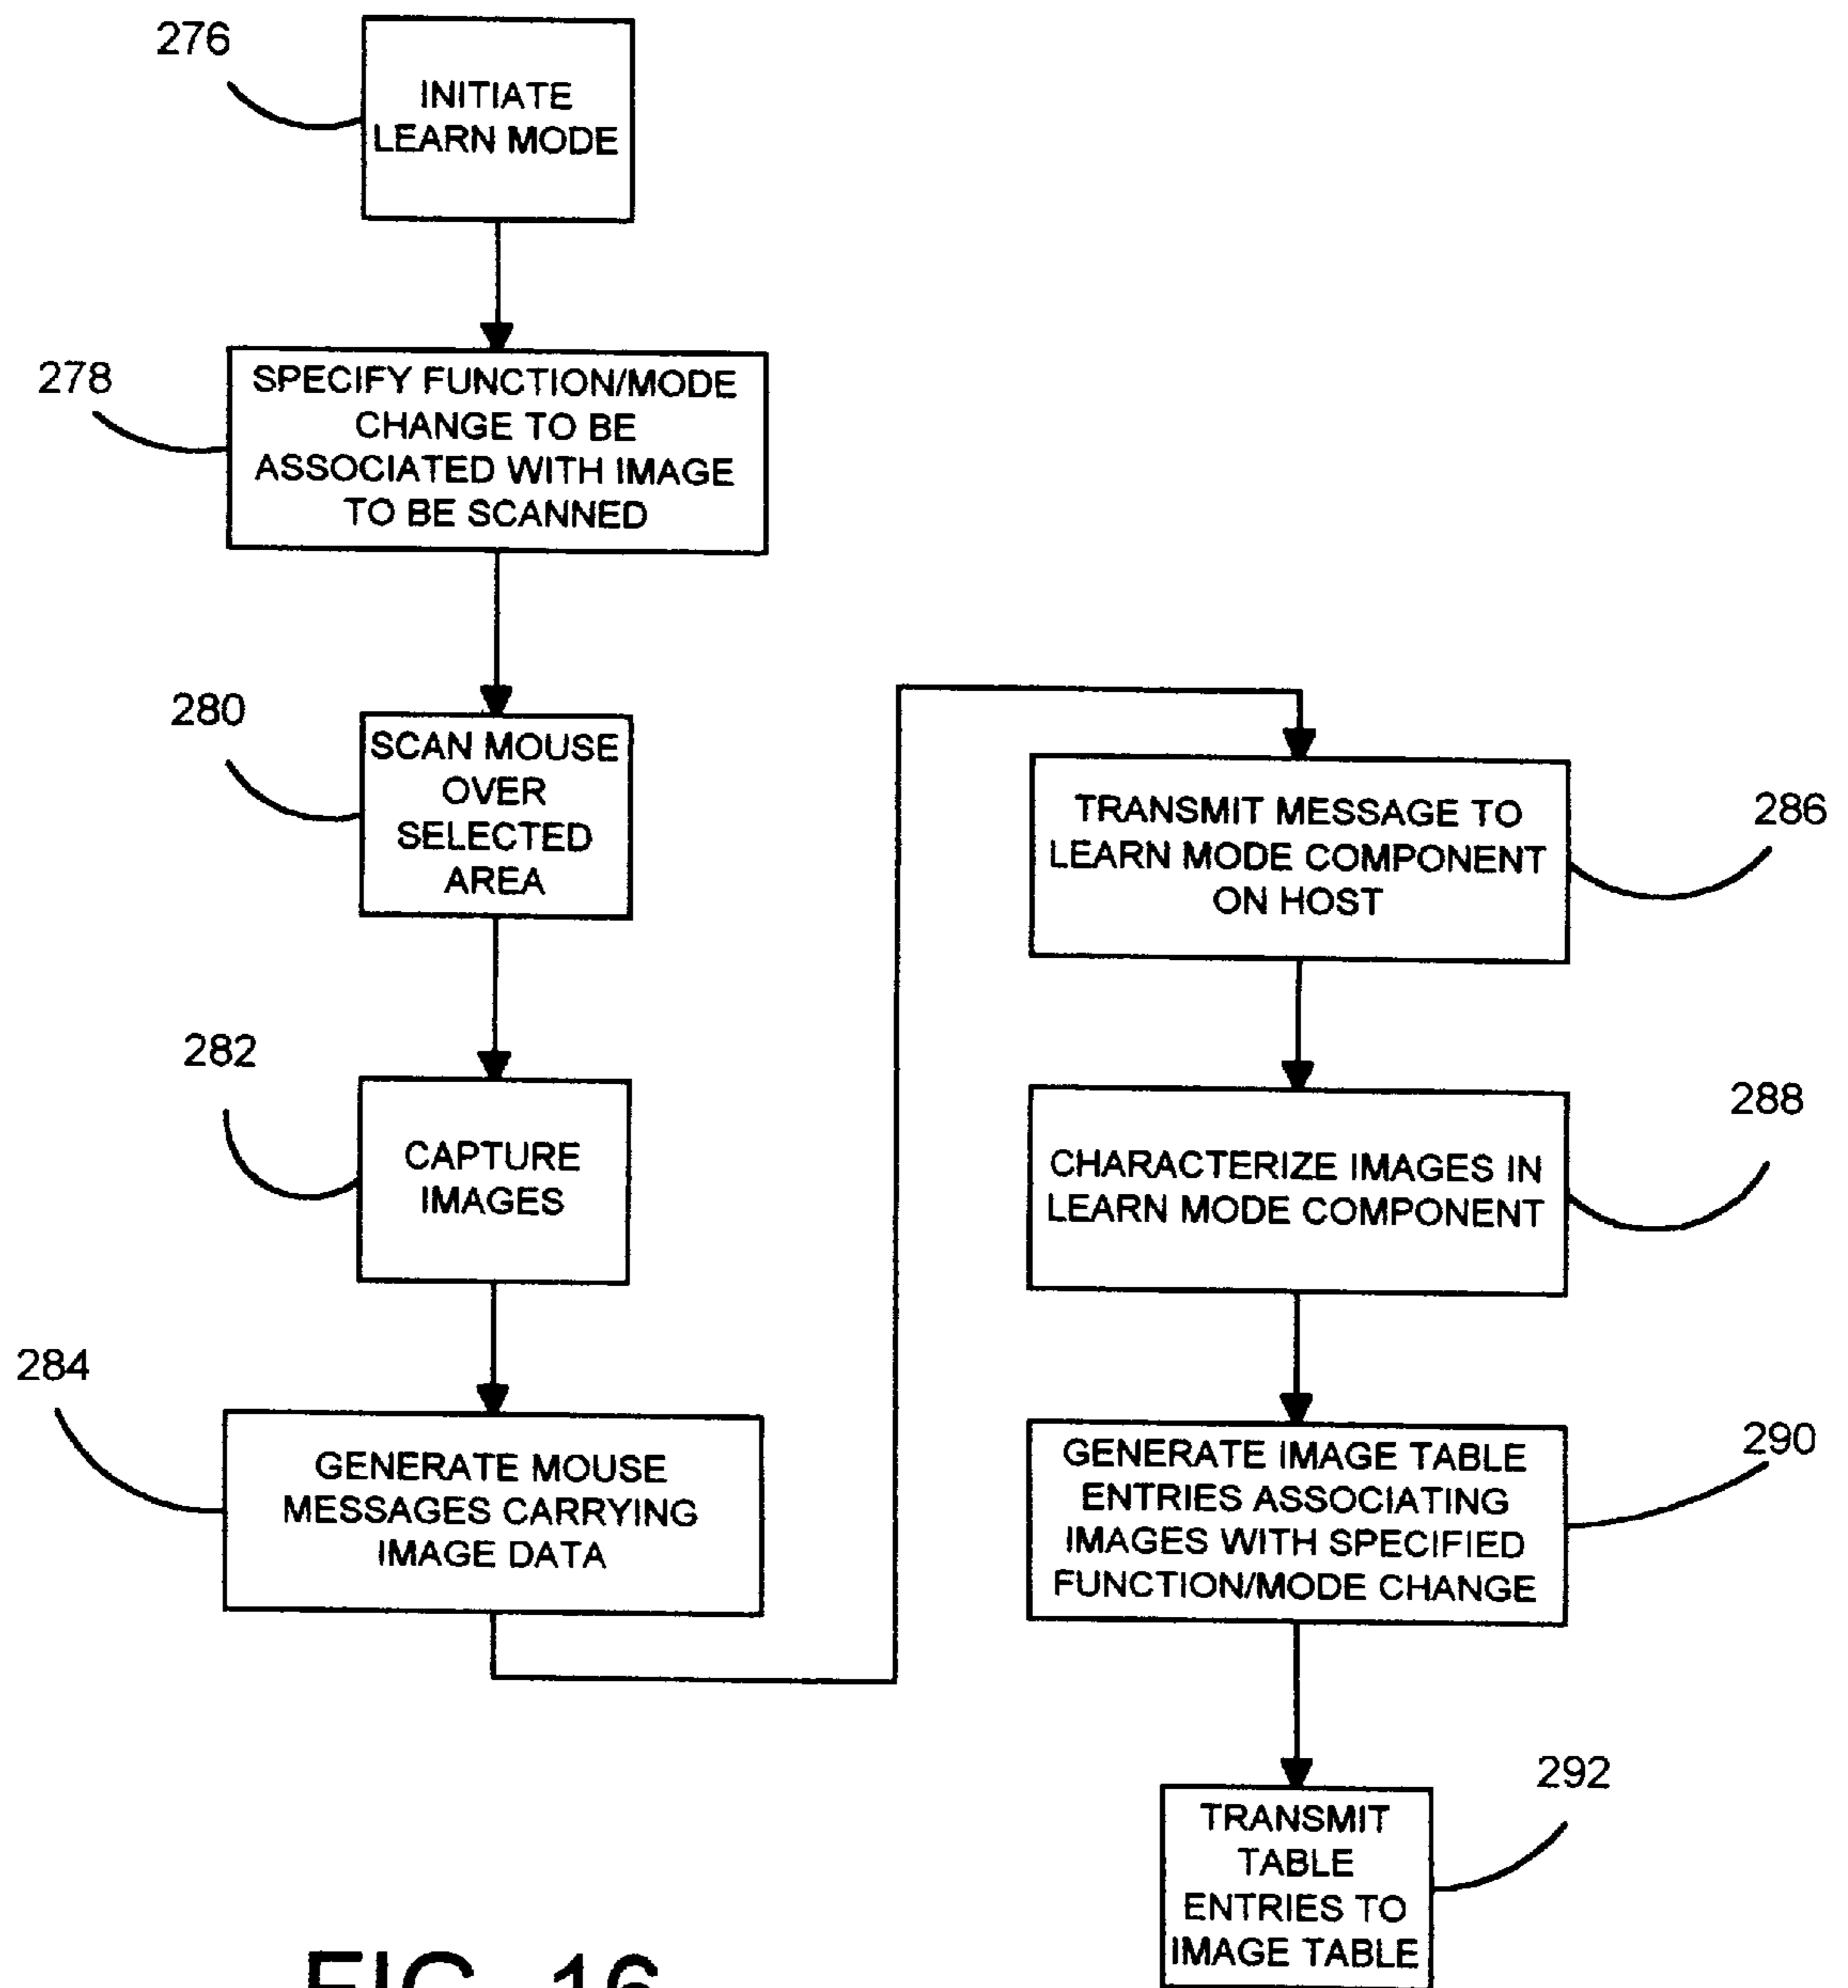 276
INITIATE
LEARN MODE
278
SPECIFY FUNCTION/MODE
CHANGE TO BE
ASSOCIATED WITH IMAGE
TO BE SCANNED
280
SCAN MOUSE
OVER
SELECTED
AREA
282
CAPTURE
IMAGES
284
GENERATE MOUSE
MESSAGES CARRYING
IMAGE DATA
TRANSMIT MESSAGE TO
LEARN MODE COMPONENT
ON HOST
286
CHARACTERIZE IMAGES IN
LEARN MODE COMPONENT
288
GENERATE IMAGE TABLE
ENTRIES ASSOCIATING
IMAGES WITH SPECIFIED
FUNCTION/MODE CHANGE
290
TRANSMIT
TABLE
ENTRIES TO
IMAGE TABLE
292
FIG. 16